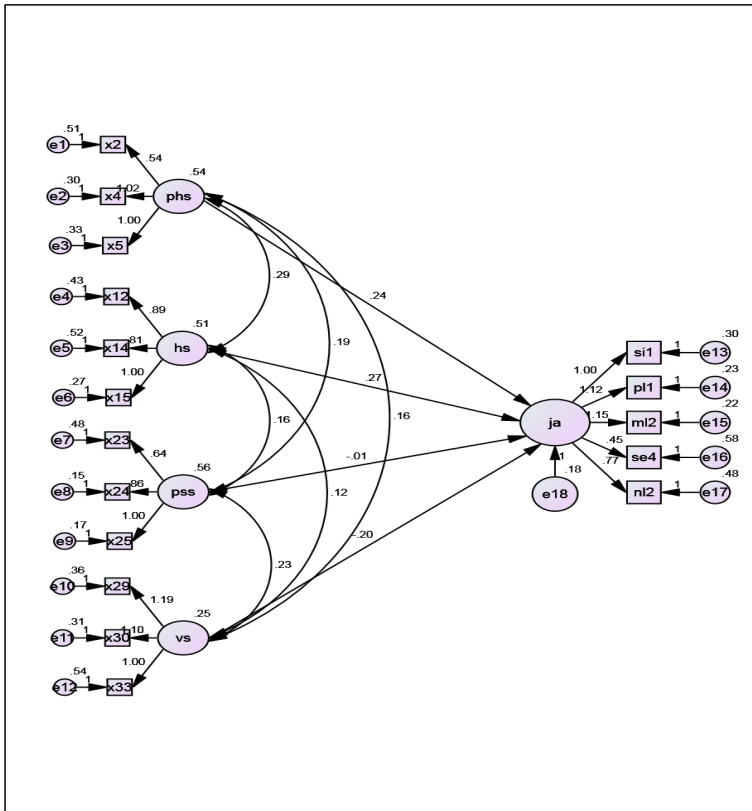 .51
e1 1 x2
.54
.54
.30
e2 1 x4 1.02 phs
.33
e3 1 x5 1.00
.43
e4 1 x12
.89
.29
.24
.52
e5 1 x14 .81 hs .51
.27
e6 1 x15 1.00
.19
.27
.48
e7 1 x23
.64
.16
.16
.15
e8 1 x24 .86 pss .56
-.01
.17
e9 1 x25 1.00
.12
.36
e10 1 x29
1.19
.23
-.20
.31
e11 1 x30 1.10 vs .25
.54
e12 1 x33 1.00
ja
1
.18
e18
.30
1.00 si1 1 e13
.23
1.12 pl1 1 e14
.22
1.15 ml2 1 e15
.58
.45 se4 1 e16
.48
.77 nl2 1 e17